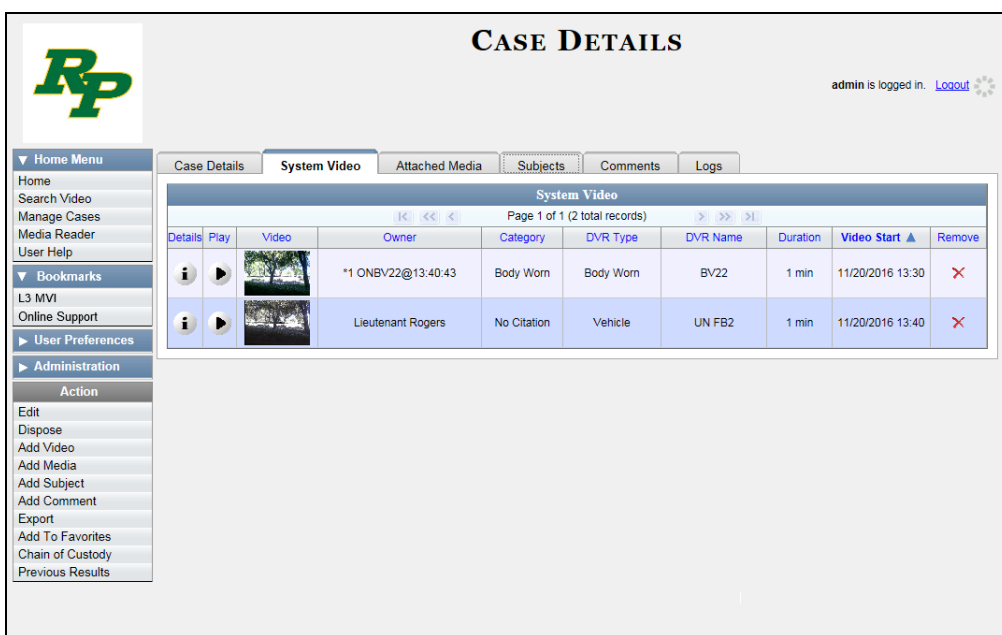 CASE DETAILS
RP
admin is logged in. Logout
▼ Home Menu
Home
Search Video
Manage Cases
Media Reader
User Help
▼ Bookmarks
L3 MVI
Online Support
▶ User Preferences
▶ Administration
Action
Edit
Dispose
Add Video
Add Media
Add Subject
Add Comment
Export
Add To Favorites
Chain of Custody
Previous Results
Case Details System Video Attached Media Subjects Comments Logs
System Video
|< << < Page 1 of 1 (2 total records) > >> >|
Details Play Video Owner Category DVR Type DVR Name Duration Video Start ▲ Remove
i *1 ONBV22@13:40:43 Body Worn Body Worn BV22 1 min 11/20/2016 13:30
i Lieutenant Rogers No Citation Vehicle UN FB2 1 min 11/20/2016 13:40